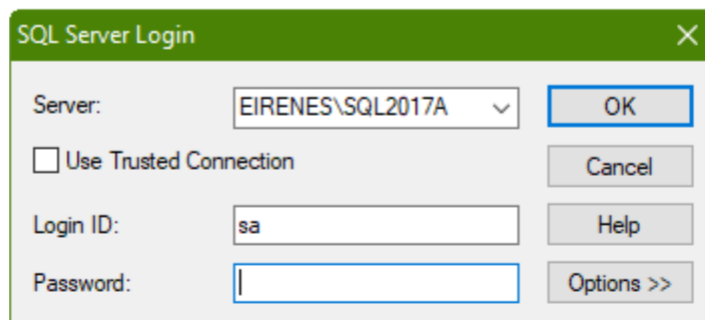 SQL Server Login
Server: EIRENES\SQL2017A OK
Use Trusted Connection Cancel
Login ID: sa Help
Password: Options >>